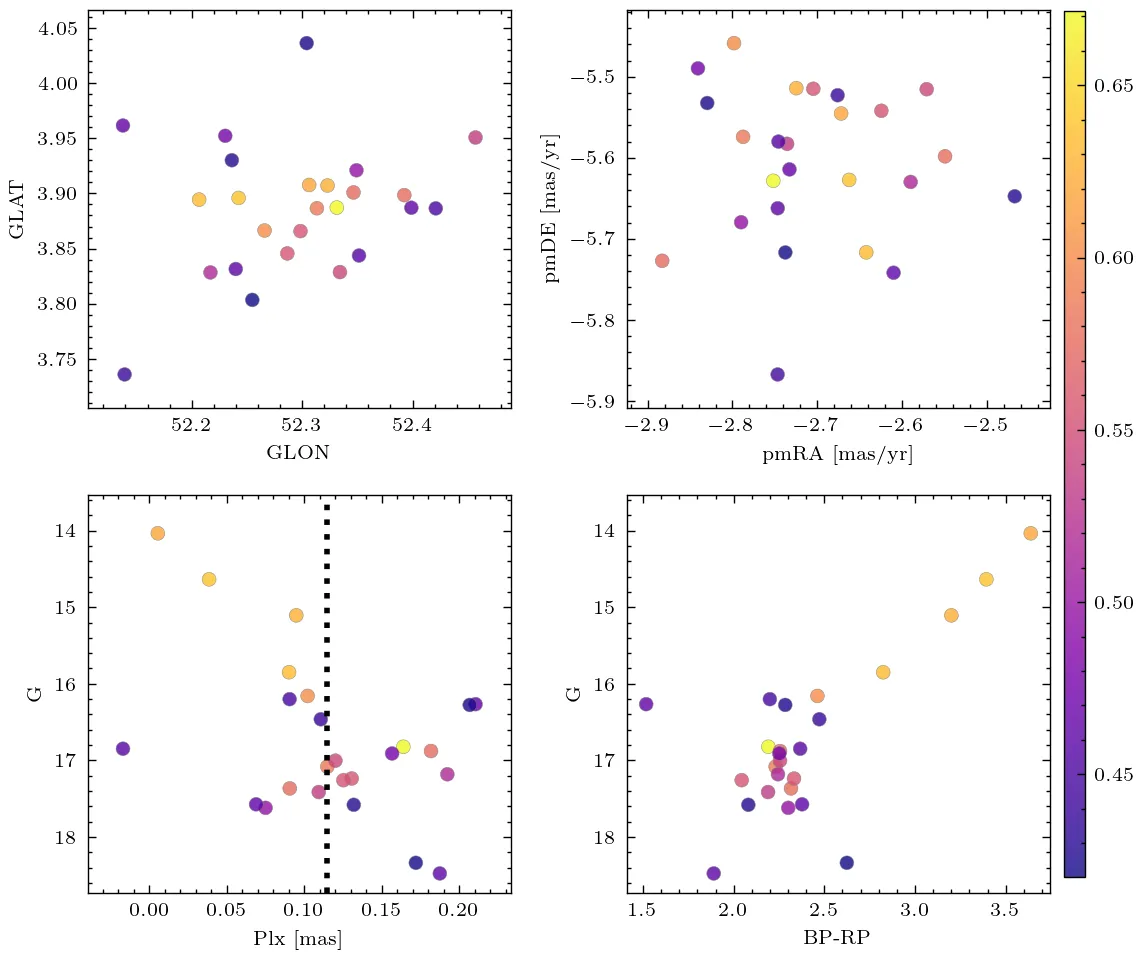 4.05
4.00
3.95
3.90
3.85
3.80
3.75
GLAT
52.2 52.3 52.4
GLON
−5.5
−5.6
−5.7
−5.8
−5.9
pmDE [mas/yr]
−2.9 −2.8 −2.7 −2.6 −2.5
pmRA [mas/yr]
0.65
0.60
0.55
0.50
0.45
14
15
16
17
18
G
0.00 0.05 0.10 0.15 0.20
Plx [mas]
14
15
16
17
18
G
1.5 2.0 2.5 3.0 3.5
BP-RP